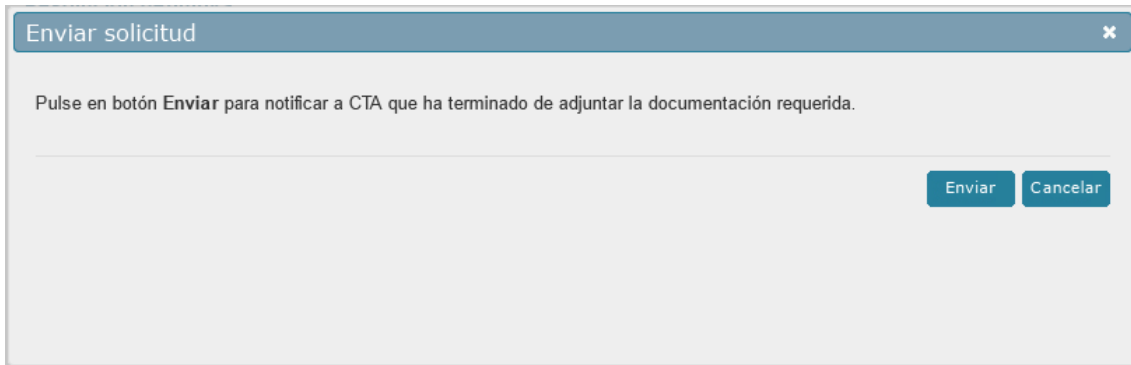 Enviar solicitud
Pulse en botón Enviar para notificar a CTA que ha terminado de adjuntar la documentación requerida.
Enviar
Cancelar